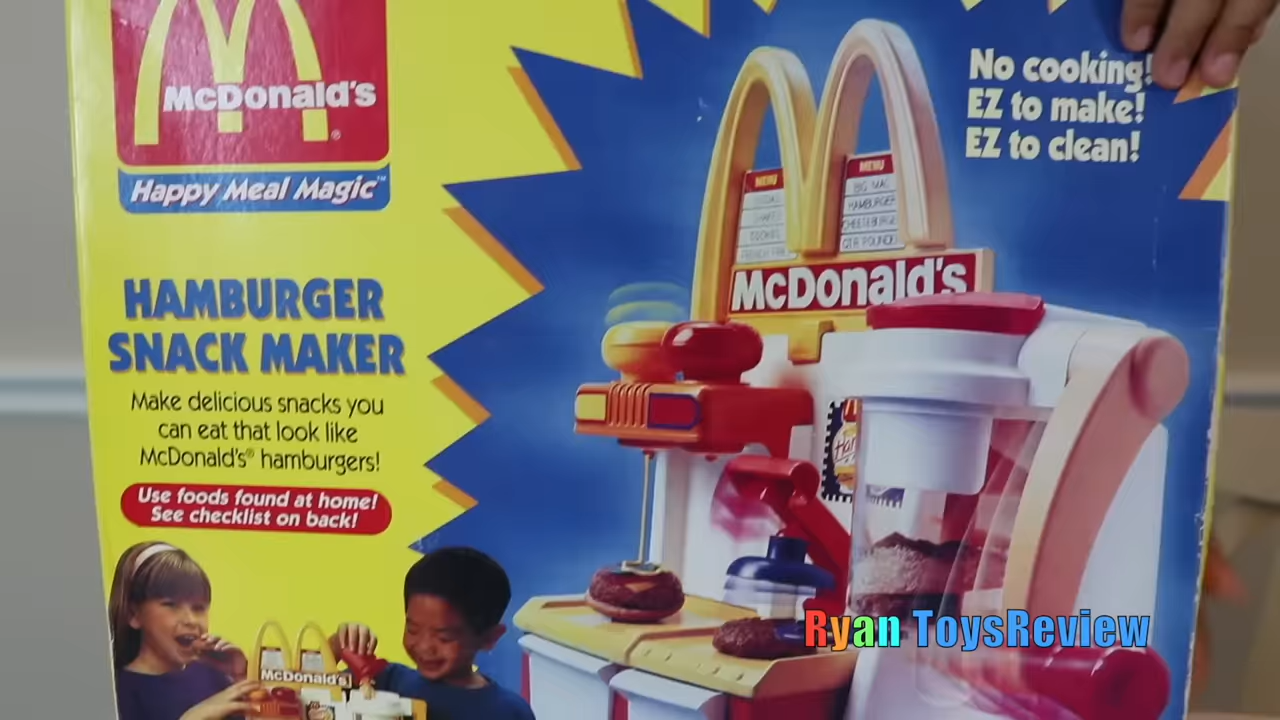 McDonald's
®
Happy Meal Magic™
HAMBURGER
SNACK MAKER
Make delicious snacks you
can eat that look like
McDonald's® hamburgers!
Use foods found at home!
See checklist on back!
No cooking!
EZ to make!
EZ to clean!
MENU
MENU
BIG MAC
HAMBURGER
CHEESEBURGE
QTR POUNDE
McDonald's
McDonald's
Ryan ToysReview